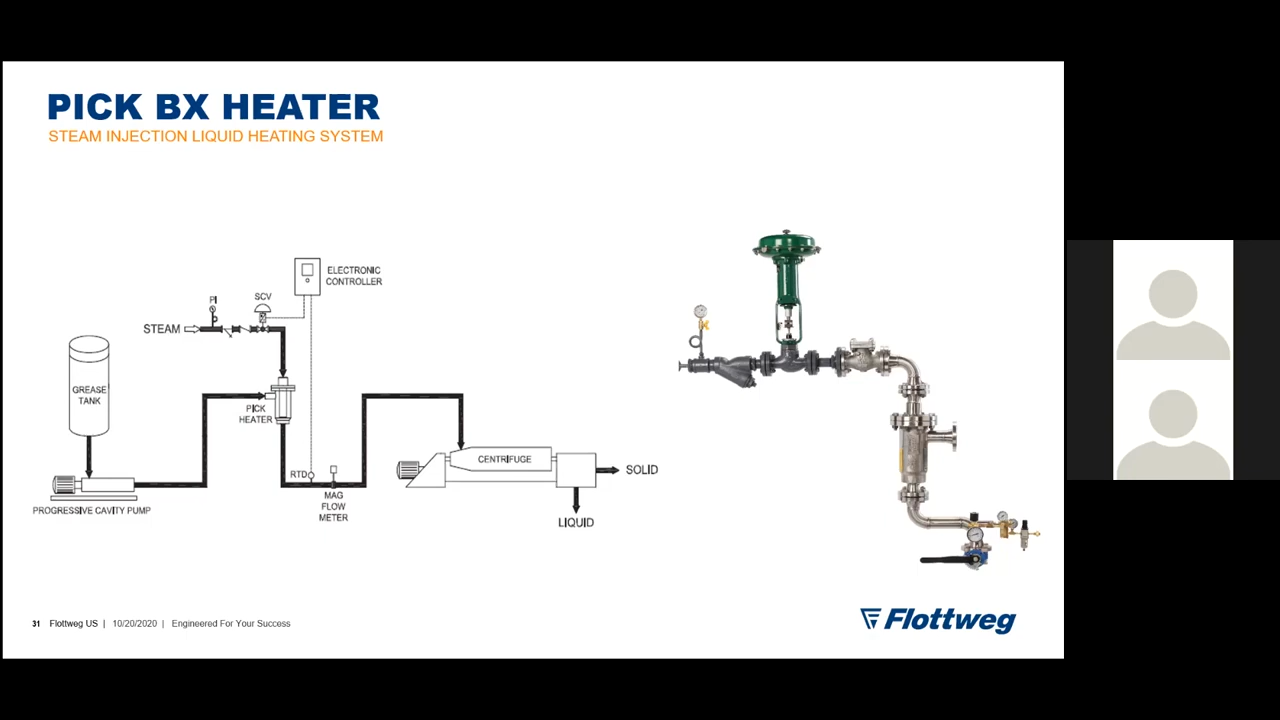 PICK BX HEATER
STEAM INJECTION LIQUID HEATING SYSTEM
ELECTRONIC
CONTROLLER
PI
SCV
STEAM
GREASE
TANK
PICK
HEATER
CENTRIFUGE
SOLID
RTD
MAG
FLOW
METER
PROGRESSIVE CAVITY PUMP
LIQUID
31 Flottweg US | 10/20/2020 | Engineered For Your Success
Flottweg